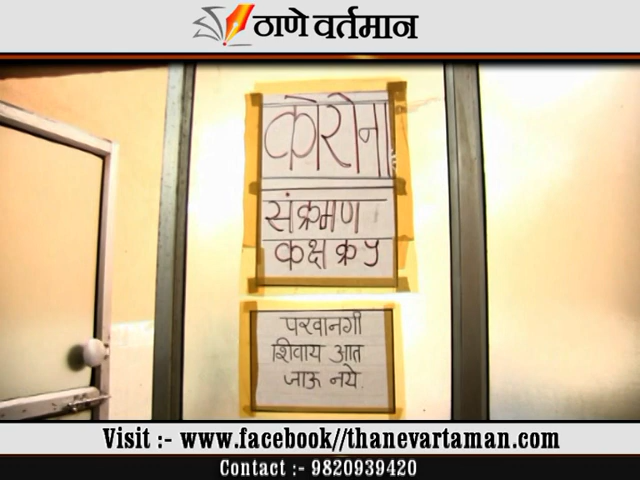 ठाणे वर्तमान
कोरोना
संक्रमण
कक्ष क्र ५
परवानगी
शिवाय आत
जाऊ नये.
Visit :- www.facebook//thanevartaman.com
Contact :- 9820939420